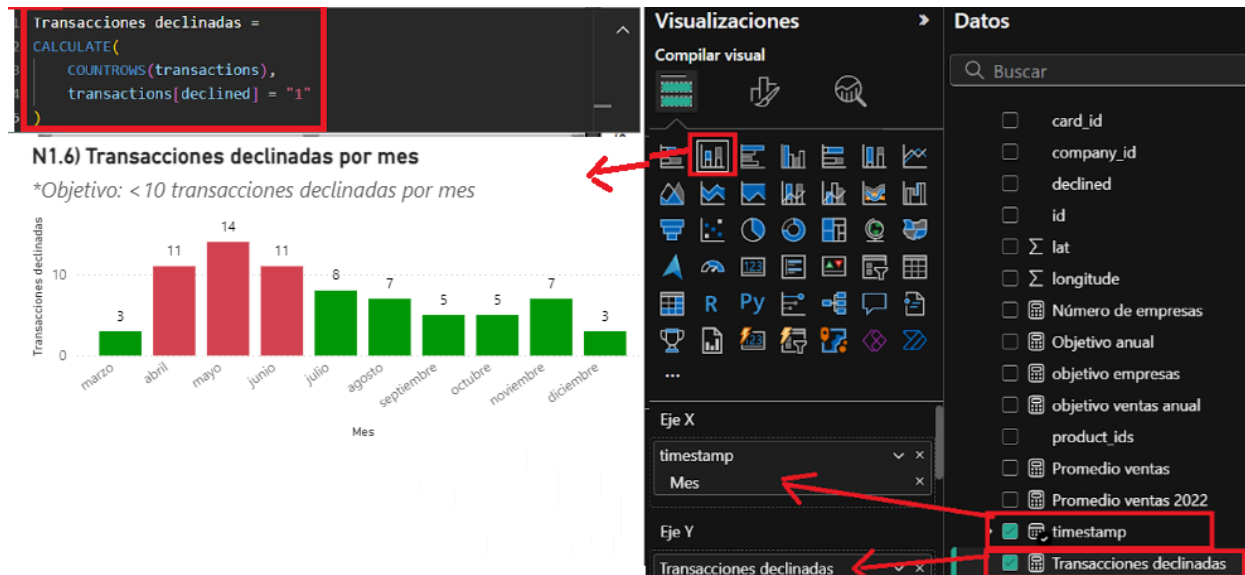 1 Transacciones declinadas =
2 CALCULATE(
3 COUNTROWS(transactions),
4 transactions[declined] = "1"
5 )
N1.6) Transacciones declinadas por mes
*Objetivo: <10 transacciones declinadas por mes
Transacciones declinadas
10
0
3
11
14
11
8
7
5
5
7
3
marzo
abril
mayo
junio
julio
agosto
septiembre
octubre
noviembre
diciembre
Mes
Visualizaciones
Compilar visual
R
Py
123
123
...
Eje X
timestamp
Mes
Eje Y
Transacciones declinadas
Datos
Buscar
card_id
company_id
declined
id
lat
longitude
Número de empresas
Objetivo anual
objetivo empresas
objetivo ventas anual
product_ids
Promedio ventas
Promedio ventas 2022
timestamp
Transacciones declinadas